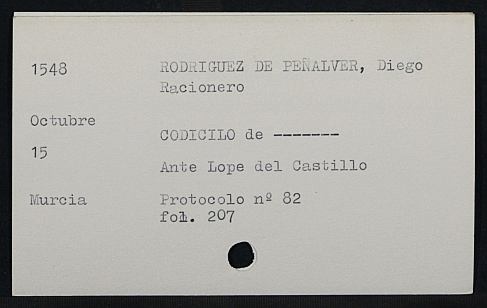 1548
RODRIGUEZ DE PEÑALVER, Diego
Racionero
Octubre
CODICILO de -------
15
Ante Lope del Castillo
Murcia
Protocolo nº 82
fol. 207